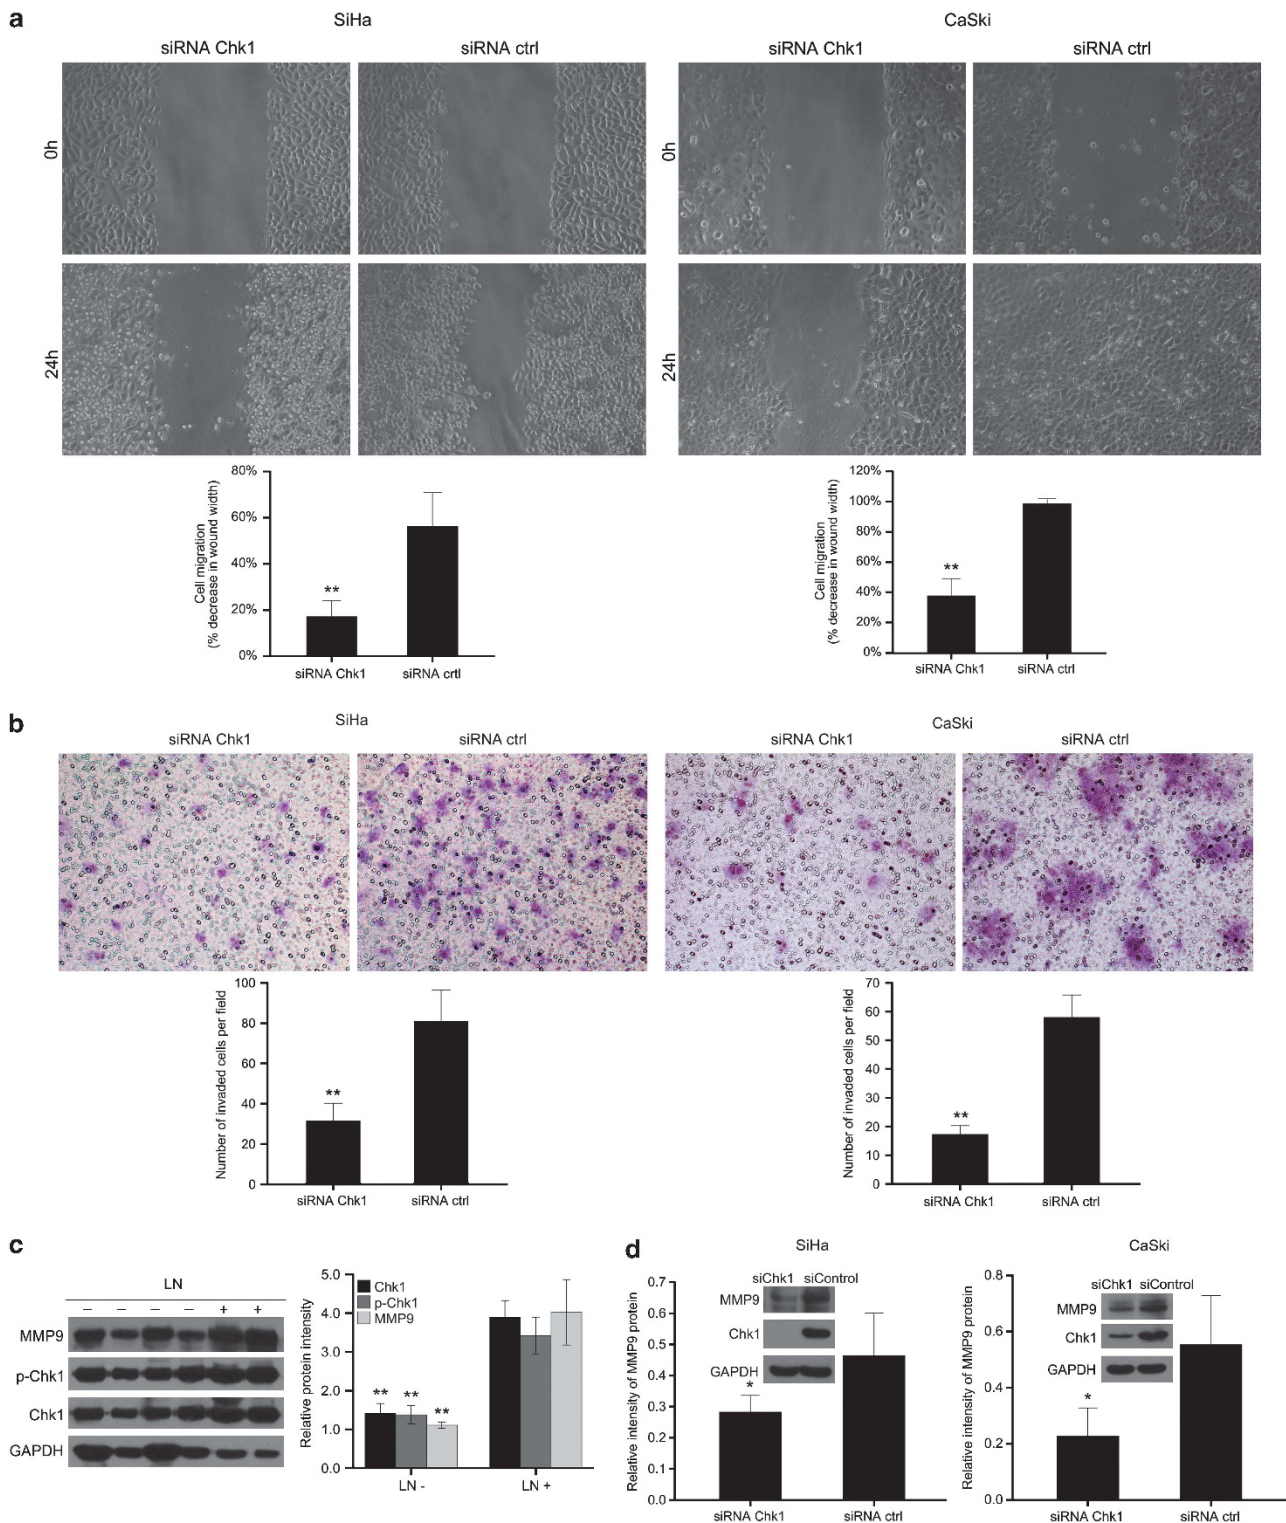 a
SiHa
CaSki
siRNA Chk1
siRNA ctrl
siRNA Chk1
siRNA ctrl
0h
0h
24h
24h
Cell migration
(% decrease in wound width)
80%
60%
40%
20%
0%
**
siRNA Chk1
siRNA crtl
Cell migration
(% decrease in wound width)
120%
100%
80%
60%
40%
20%
0%
**
siRNA Chk1
siRNA ctrl
b
SiHa
CaSki
siRNA Chk1
siRNA ctrl
siRNA Chk1
siRNA ctrl
Number of invaded cells per field
100
80
60
40
20
0
**
siRNA Chk1
siRNA ctrl
Number of invaded cells per field
70
60
50
40
30
20
10
0
**
siRNA Chk1
siRNA ctrl
c
LN
– – – – + +
MMP9
p-Chk1
Chk1
GAPDH
Relative protein intensity
5.0
4.0
3.0
2.0
1.0
0.0
Chk1
p-Chk1
MMP9
** ** **
LN -
LN +
d
SiHa
Relative intensity of MMP9 protein
0.7
0.6
0.5
0.4
0.3
0.2
0.1
0.0
siChk1 siControl
MMP9
Chk1
GAPDH
*
siRNA Chk1
siRNA ctrl
CaSki
Relative intensity of MMP9 protein
0.8
0.6
0.4
0.2
0.0
siChk1 siControl
MMP9
Chk1
GAPDH
*
siRNA Chk1
siRNA ctrl